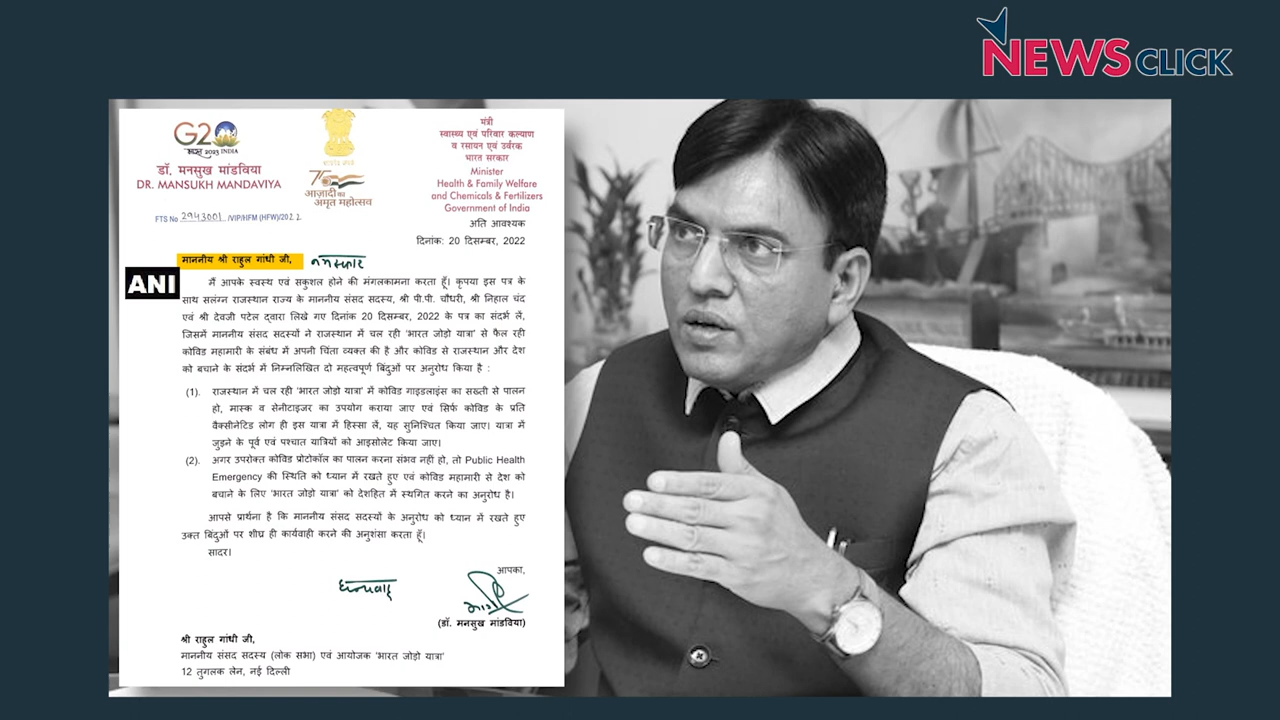 NEWSCLICK
G20
भारत 2023 INDIA
डॉ. मनसुख मांडविया
DR. MANSUKH MANDAVIYA
सत्यमेव जयते
75
आज़ादी का
अमृत महोत्सव
मंत्री
स्वास्थ्य एवं परिवार कल्याण
व रसायन एवं उर्वरक
भारत सरकार
Minister
Health & Family Welfare
and Chemicals & Fertilizers
Government of India
FTS No 2943001 /VIP/HFM (HFW)/2022
अति आवश्यक
दिनांक: 20 दिसम्बर, 2022
माननीय श्री राहुल गांधी जी, नमस्कार
ANI
मैं आपके स्वस्थ एवं सकुशल होने की मंगलकामना करता हूँ। कृपया इस पत्र के
साथ सलंग्न राजस्थान राज्य के माननीय संसद सदस्य, श्री पी.पी. चौधरी, श्री निहाल चंद
एवं श्री देवजी पटेल द्वारा लिखे गए दिनांक 20 दिसम्बर, 2022 के पत्र का संदर्भ लें,
जिसमें माननीय संसद सदस्यों ने राजस्थान में चल रही 'भारत जोड़ो यात्रा' से फैल रही
कोविड महामारी के संबंध में अपनी चिंता व्यक्त की है और कोविड से राजस्थान और देश
को बचाने के संदर्भ में निम्नलिखित दो महत्वपूर्ण बिंदुओं पर अनुरोध किया है :
(1). राजस्थान में चल रही 'भारत जोड़ो यात्रा' में कोविड गाइडलाइंस का सख्ती से पालन
हो, मास्क व सेनीटाइजर का उपयोग कराया जाए एवं सिर्फ कोविड के प्रति
वैक्सीनेटिड लोग ही इस यात्रा में हिस्सा लें, यह सुनिश्चित किया जाए। यात्रा में
जुड़ने के पूर्व एवं पश्चात यात्रियों को आइसोलेट किया जाए।
(2). अगर उपरोक्त कोविड प्रोटोकॉल का पालन करना संभव नहीं हो, तो Public Health
Emergency की स्थिति को ध्यान में रखते हुए एवं कोविड महामारी से देश को
बचाने के लिए 'भारत जोड़ो यात्रा' को देशहित में स्थगित करने का अनुरोध है।
आपसे प्रार्थना है कि माननीय संसद सदस्यों के अनुरोध को ध्यान में रखते हुए
उक्त बिंदुओं पर शीघ्र ही कार्यवाही करने की अनुशंसा करता हूँ।
सादर।
आपका,
धन्यवाद
(डॉ. मनसुख मांडविया)
श्री राहुल गांधी जी,
माननीय संसद सदस्य (लोक सभा) एवं आयोजक 'भारत जोड़ो यात्रा'
12 तुगलक लेन, नई दिल्ली